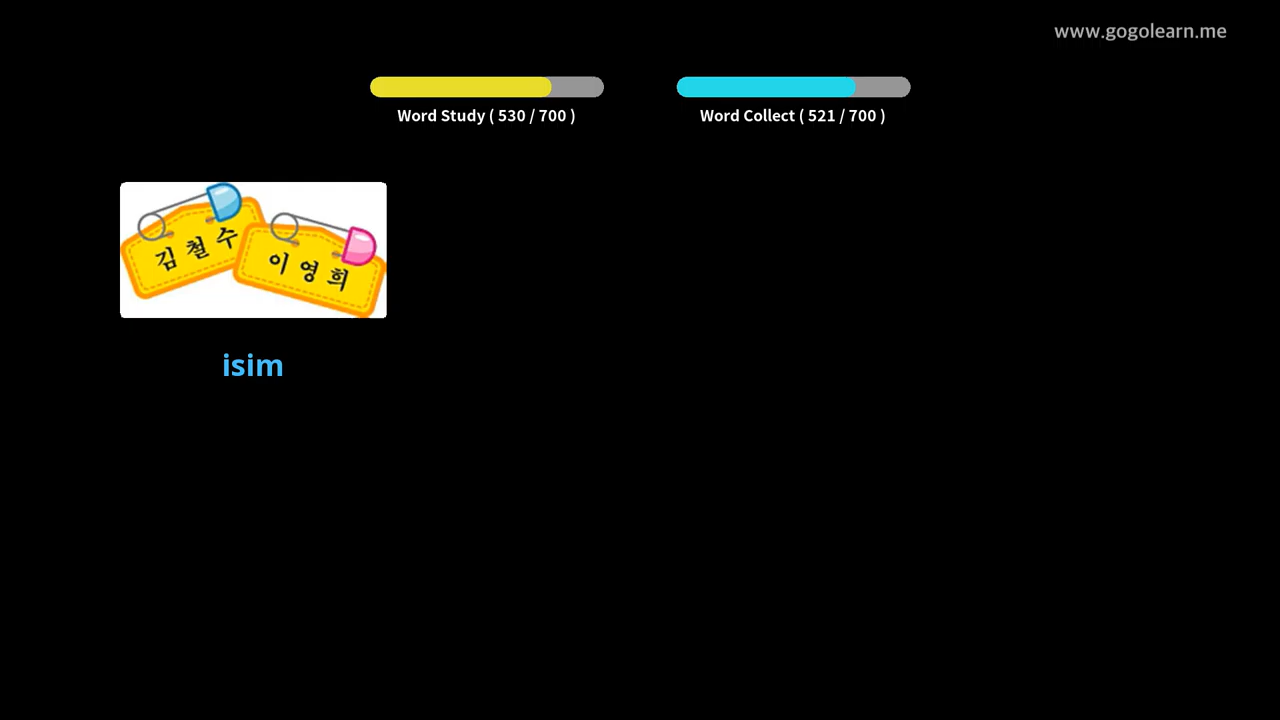 www.gogolearn.me
Word Study ( 530 / 700 )
Word Collect ( 521 / 700 )
김철수
이영희
isim